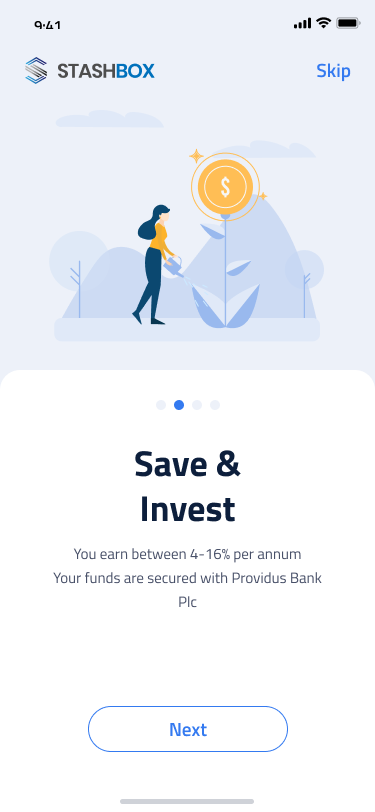 9:41
STASHBOX
Skip
$
Save &
Invest
You earn between 4-16% per annum
Your funds are secured with Providus Bank
Plc
Next